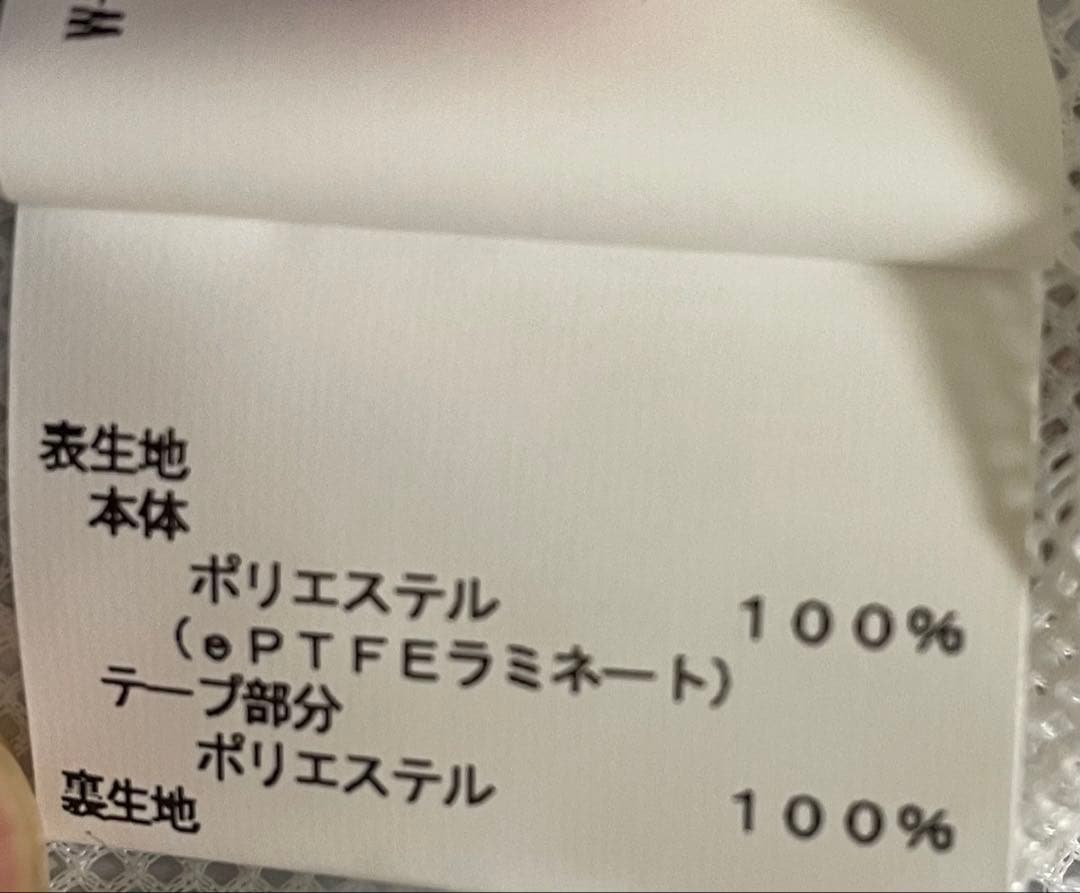 表生地
本体
ポリエステル 100%
(ePTFEラミネート)
テープ部分
ポリエステル 100%
裏生地